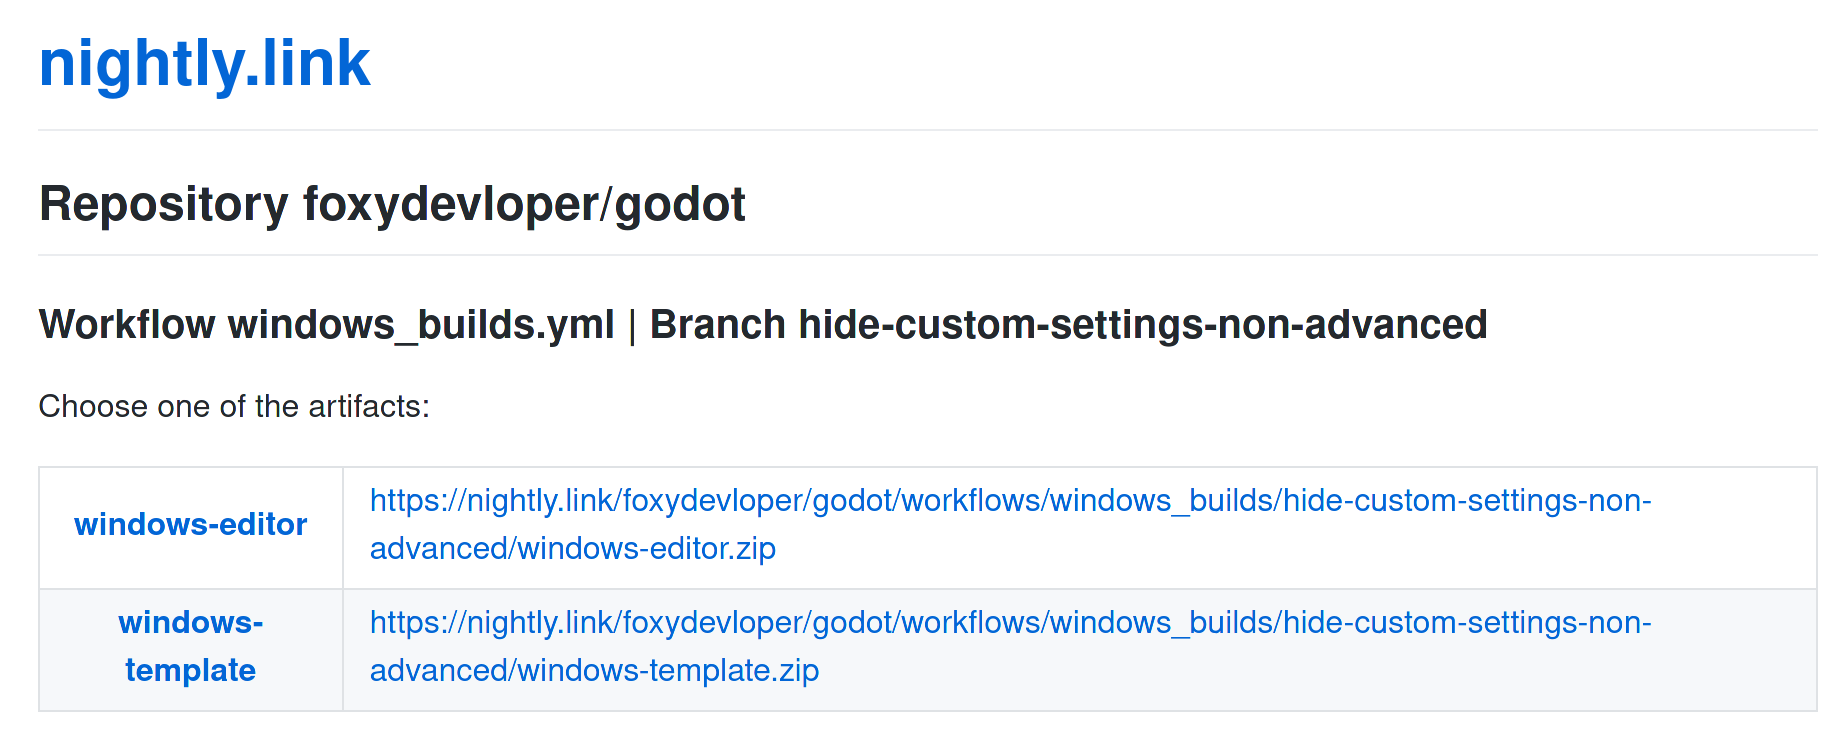 nightly.link
Repository foxydevloper/godot
Workflow windows_builds.yml | Branch hide-custom-settings-non-advanced
Choose one of the artifacts:
windows-editor
https://nightly.link/foxydevloper/godot/workflows/windows_builds/hide-custom-settings-non-
advanced/windows-editor.zip
windows-
template
https://nightly.link/foxydevloper/godot/workflows/windows_builds/hide-custom-settings-non-
advanced/windows-template.zip